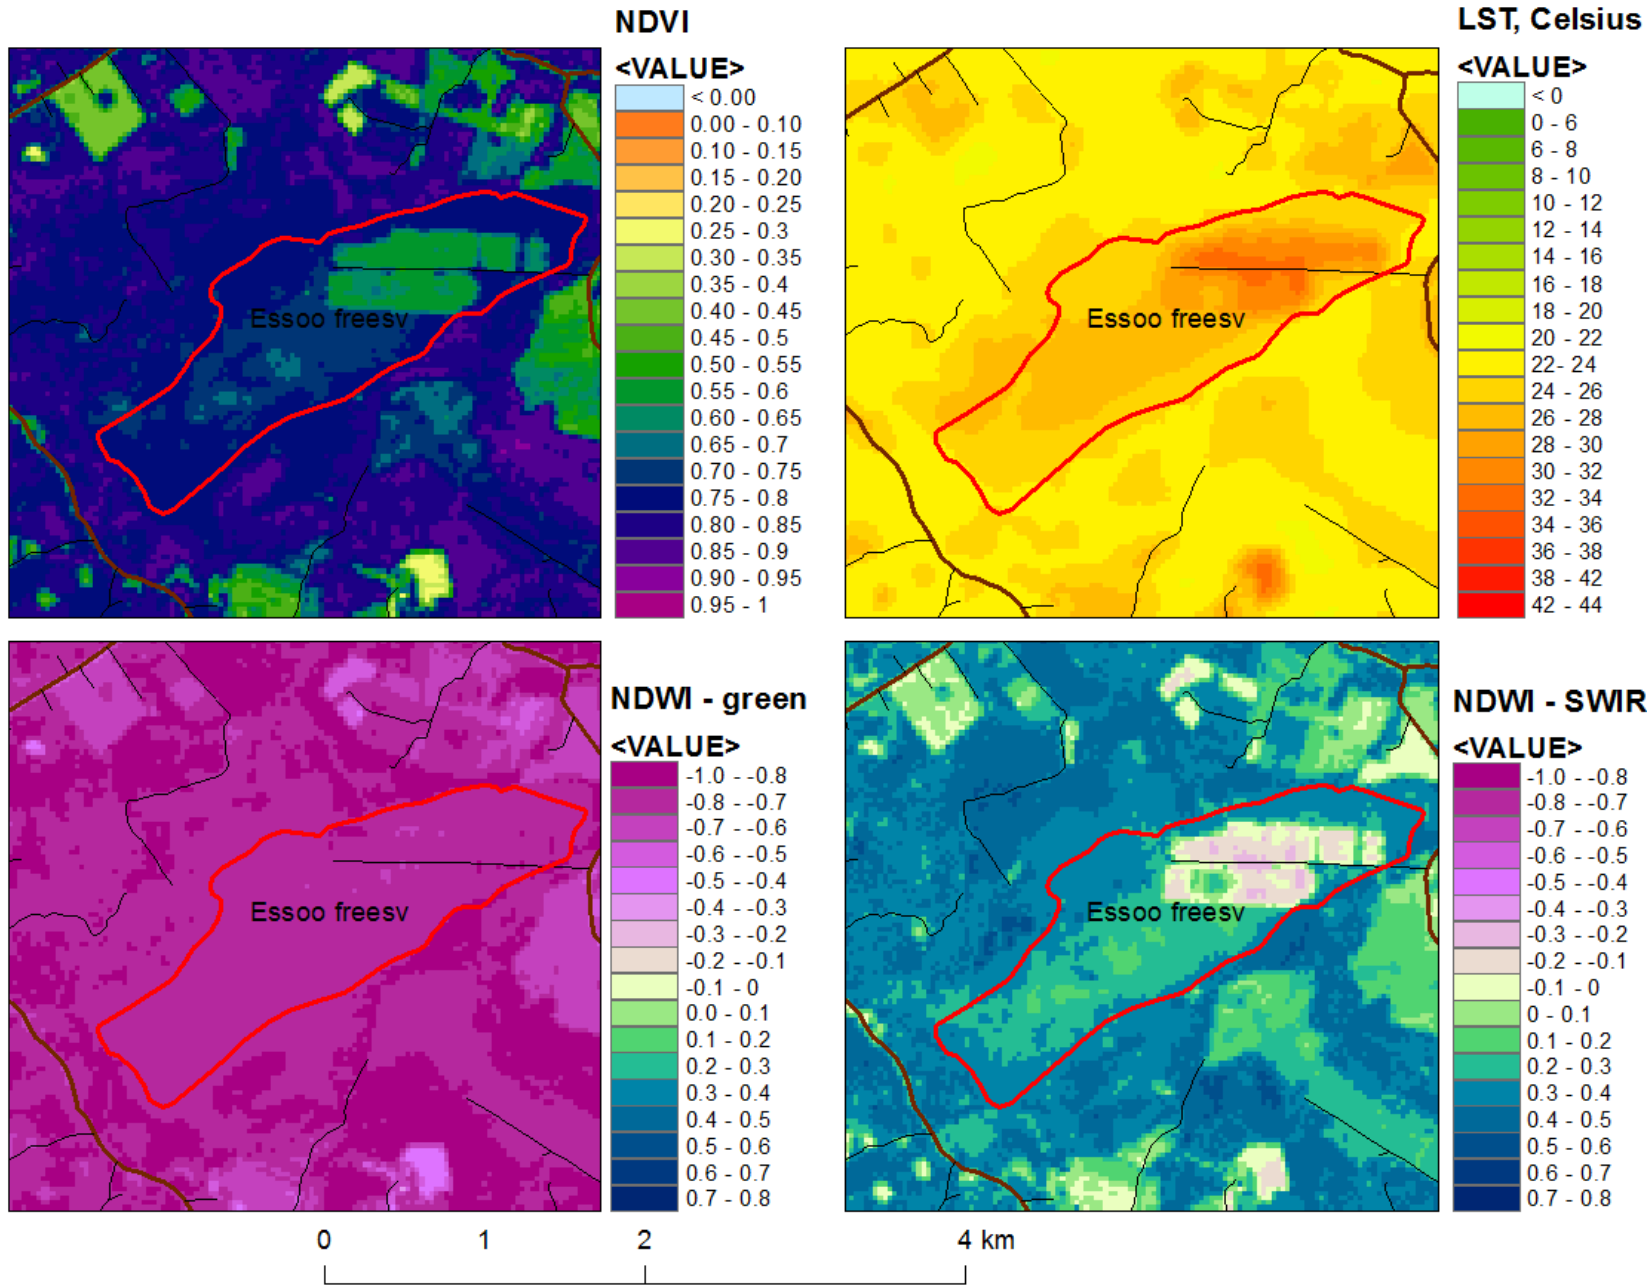 NDVI
<VALUE>
< 0.00
0.00 - 0.10
0.10 - 0.15
0.15 - 0.20
0.20 - 0.25
0.25 - 0.3
0.30 - 0.35
0.35 - 0.4
0.40 - 0.45
0.45 - 0.5
0.50 - 0.55
0.55 - 0.6
0.60 - 0.65
0.65 - 0.7
0.70 - 0.75
0.75 - 0.8
0.80 - 0.85
0.85 - 0.9
0.90 - 0.95
0.95 - 1
Essoo freesv
LST, Celsius
<VALUE>
< 0
0 - 6
6 - 8
8 - 10
10 - 12
12 - 14
14 - 16
16 - 18
18 - 20
20 - 22
22- 24
24 - 26
26 - 28
28 - 30
30 - 32
32 - 34
34 - 36
36 - 38
38 - 42
42 - 44
Essoo freesv
NDWI - green
<VALUE>
-1.0 - -0.8
-0.8 - -0.7
-0.7 - -0.6
-0.6 - -0.5
-0.5 - -0.4
-0.4 - -0.3
-0.3 - -0.2
-0.2 - -0.1
-0.1 - 0
0.0 - 0.1
0.1 - 0.2
0.2 - 0.3
0.3 - 0.4
0.4 - 0.5
0.5 - 0.6
0.6 - 0.7
0.7 - 0.8
Essoo freesv
NDWI - SWIR
<VALUE>
-1.0 - -0.8
-0.8 - -0.7
-0.7 - -0.6
-0.6 - -0.5
-0.5 - -0.4
-0.4 - -0.3
-0.3 - -0.2
-0.2 - -0.1
-0.1 - 0
0 - 0.1
0.1 - 0.2
0.2 - 0.3
0.3 - 0.4
0.4 - 0.5
0.5 - 0.6
0.6 - 0.7
0.7 - 0.8
Essoo freesv
0 1 2 4 km